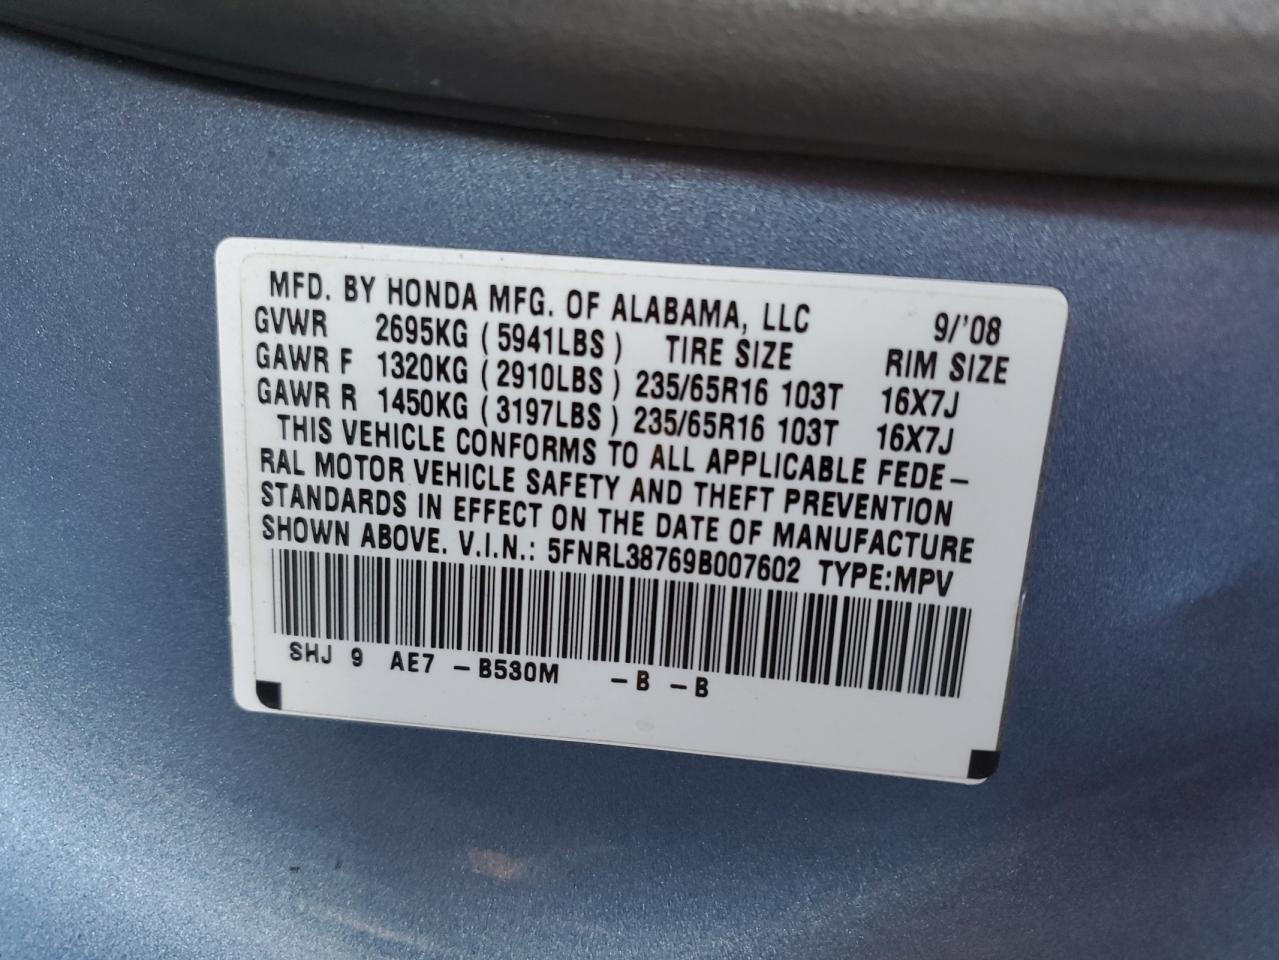 MFD. BY HONDA MFG. OF ALABAMA, LLC 9/'08
GVWR 2695KG (5941LBS) TIRE SIZE RIM SIZE
GAWR F 1320KG (2910LBS) 235/65R16 103T 16X7J
GAWR R 1450KG (3197LBS) 235/65R16 103T 16X7J
THIS VEHICLE CONFORMS TO ALL APPLICABLE FEDE-
RAL MOTOR VEHICLE SAFETY AND THEFT PREVENTION
STANDARDS IN EFFECT ON THE DATE OF MANUFACTURE
SHOWN ABOVE. V.I.N.: 5FNRL38769B007602 TYPE:MPV
SHJ 9 AE7 -B530M -B -B